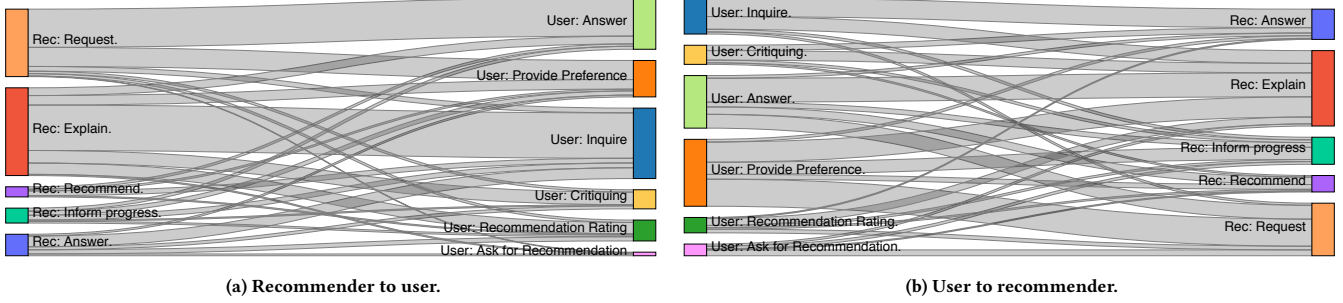 Rec: Request.
Rec: Explain.
Rec: Recommend.
Rec: Inform progress.
Rec: Answer.
User: Answer
User: Provide Preference
User: Inquire
User: Critiquing
User: Recommendation Rating
User: Ask for Recommendation
(a) Recommender to user.
User: Inquire.
User: Critiquing.
User: Answer.
User: Provide Preference.
User: Recommendation Rating.
User: Ask for Recommendation.
Rec: Answer
Rec: Explain
Rec: Inform progress
Rec: Recommend
Rec: Request
(b) User to recommender.